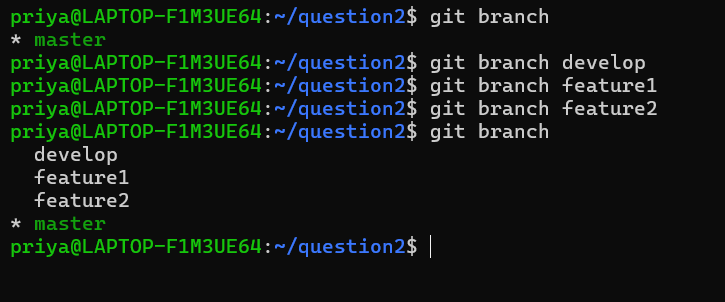 priya@LAPTOP-F1M3UE64:~/question2$ git branch
* master
priya@LAPTOP-F1M3UE64:~/question2$ git branch develop
priya@LAPTOP-F1M3UE64:~/question2$ git branch feature1
priya@LAPTOP-F1M3UE64:~/question2$ git branch feature2
priya@LAPTOP-F1M3UE64:~/question2$ git branch
  develop
  feature1
  feature2
* master
priya@LAPTOP-F1M3UE64:~/question2$